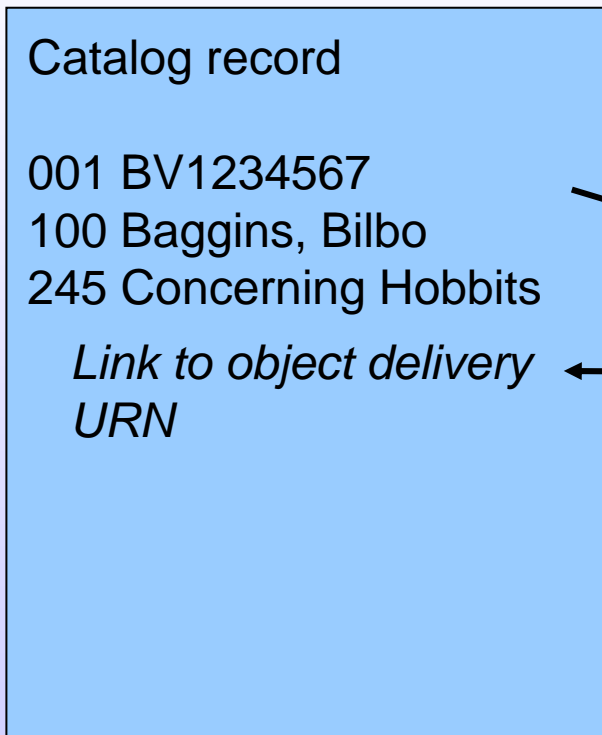 Catalog record
001 BV1234567
100 Baggins, Bilbo
245 Concerning Hobbits
Link to object delivery
URN